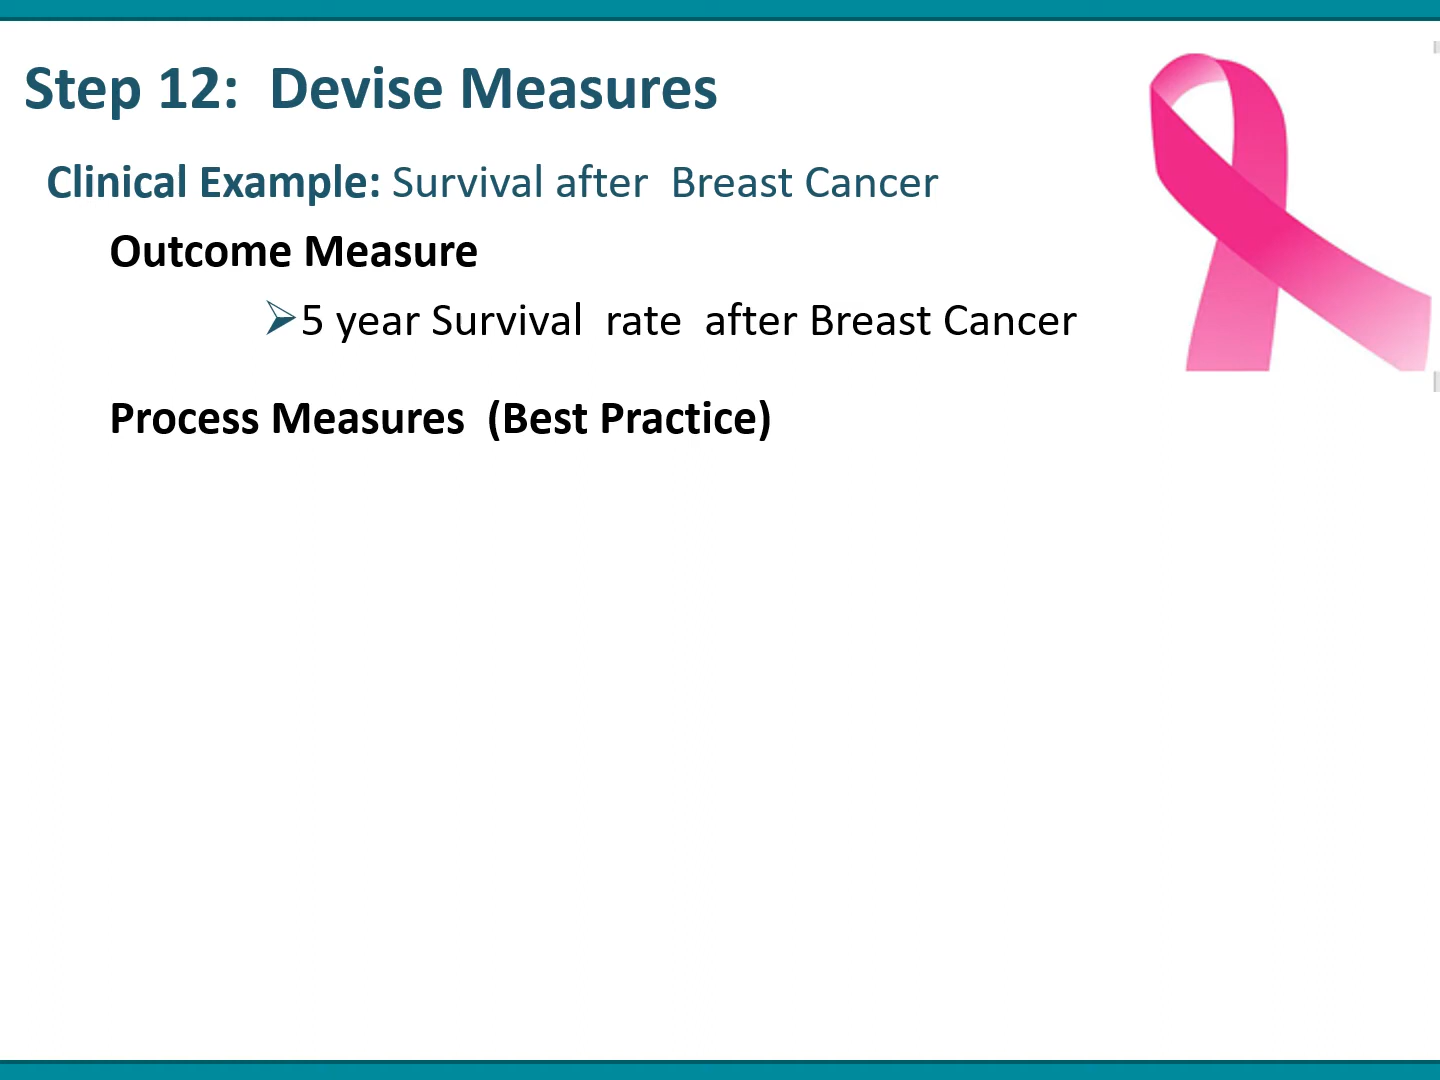 Step 12:  Devise Measures
Clinical Example: Survival after  Breast Cancer
Outcome Measure
➢5 year Survival  rate  after Breast Cancer
Process Measures  (Best Practice)